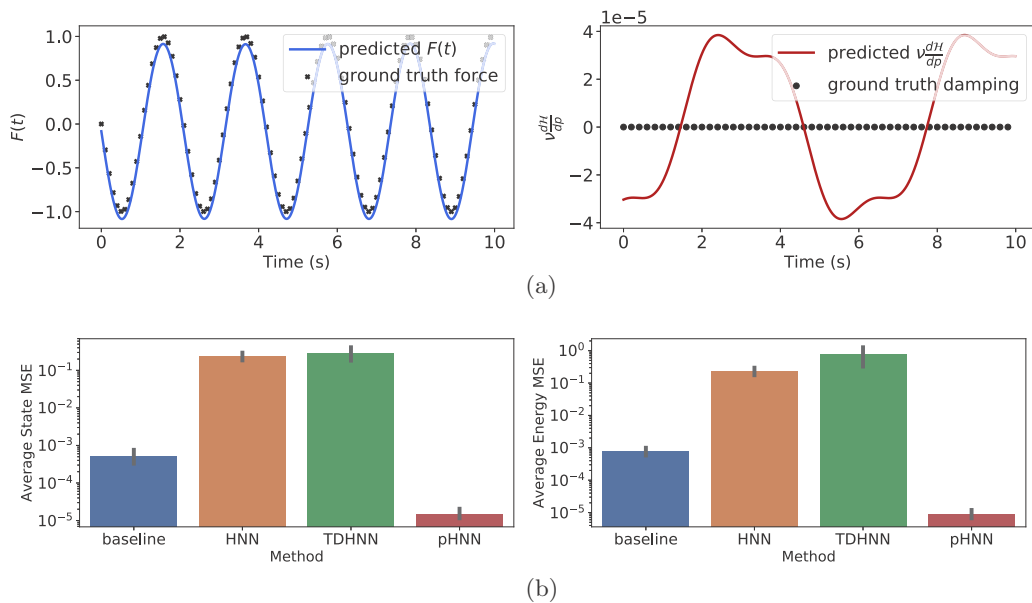 1.0
0.5
0.0
−0.5
−1.0
F(t)
predicted F(t)
ground truth force
0 2 4 6 8 10
Time (s)
1e−5
4
2
0
−2
−4
ν dH/dp
predicted ν dH/dp
ground truth damping
0 2 4 6 8 10
Time (s)
(a)
10⁻¹
10⁻²
10⁻³
10⁻⁴
10⁻⁵
Average State MSE
baseline HNN TDHNN pHNN
Method
10⁰
10⁻¹
10⁻²
10⁻³
10⁻⁴
10⁻⁵
Average Energy MSE
baseline HNN TDHNN pHNN
Method
(b)